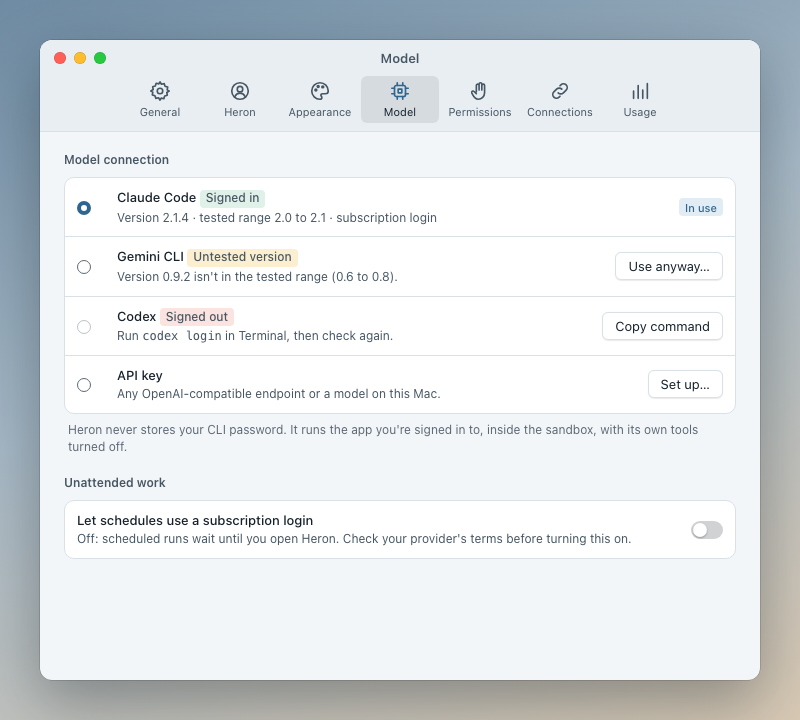 Model
General
Heron
Appearance
Model
Permissions
Connections
Usage
Model connection
Claude Code Signed in
Version 2.1.4 · tested range 2.0 to 2.1 · subscription login
In use
Gemini CLI Untested version
Version 0.9.2 isn't in the tested range (0.6 to 0.8).
Use anyway…
Codex Signed out
Run codex login in Terminal, then check again.
Copy command
API key
Any OpenAI-compatible endpoint or a model on this Mac.
Set up…
Heron never stores your CLI password. It runs the app you're signed in to, inside the sandbox, with its own tools
turned off.
Unattended work
Let schedules use a subscription login
Off: scheduled runs wait until you open Heron. Check your provider's terms before turning this on.